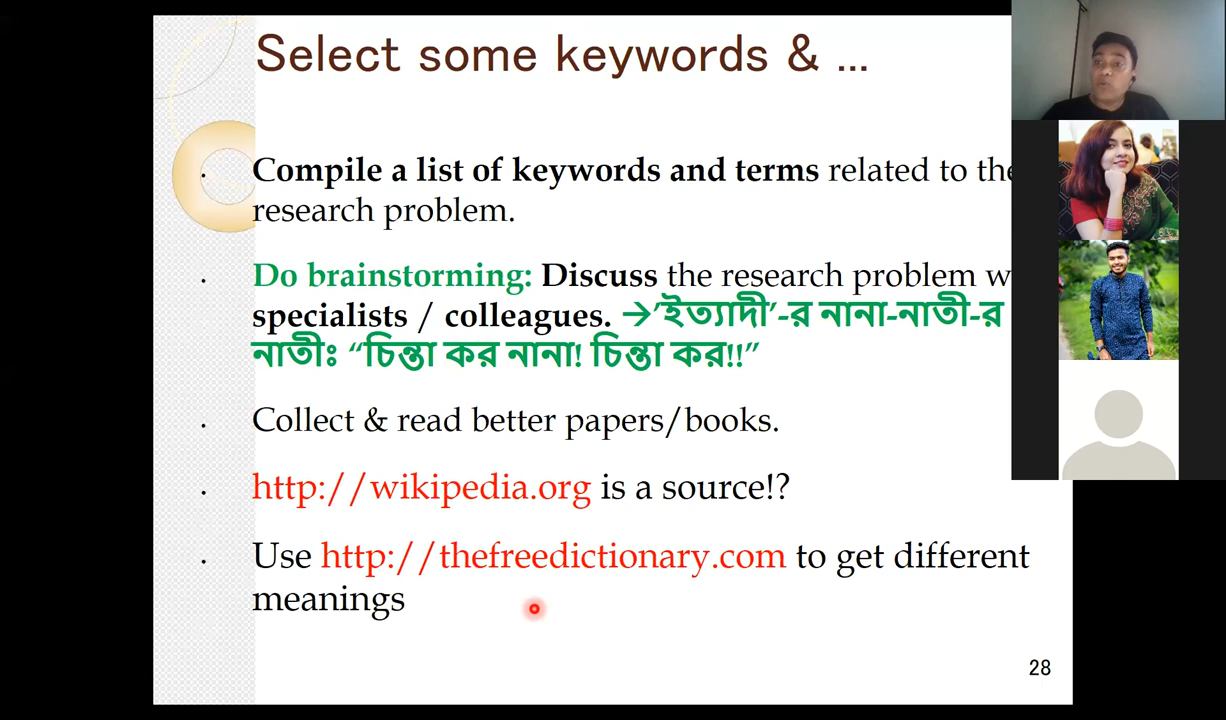 Select some keywords & ...
Compile a list of keywords and terms related to the
research problem.
Do brainstorming: Discuss the research problem w
specialists / colleagues. →’ইত্যাদী’-র নানা-নাতী-র
নাতীঃ “চিন্তা কর নানা! চিন্তা কর!!”
Collect & read better papers/books.
http://wikipedia.org is a source!?
Use http://thefreedictionary.com to get different
meanings
28